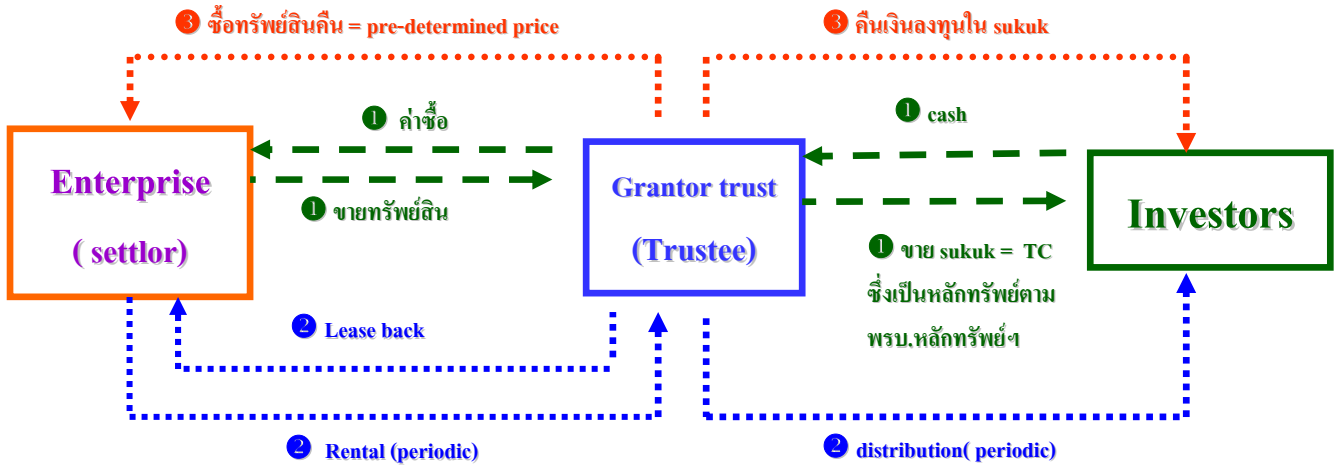 ❸ ซื้อทรัพย์สินคืน = pre-determined price
❸ คืนเงินลงทุนใน sukuk
❶ ค่าซื้อ
❶ cash
Enterprise
( settlor)
❶ ขายทรัพย์สิน
Grantor trust
(Trustee)
Investors
❶ ขาย sukuk = TC
ซึ่งเป็นหลักทรัพย์ตาม
พรบ.หลักทรัพย์ฯ
❷ Lease back
❷ Rental (periodic)
❷ distribution( periodic)